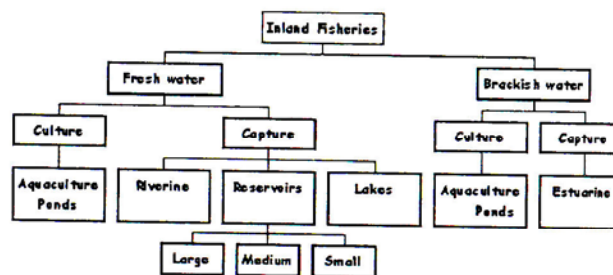 Inland Fisheries
Fresh water
Brackish water
Culture
Capture
Culture
Capture
Aquaculture
Ponds
Riverine
Reservoirs
Lakes
Aquaculture
Ponds
Estuarine
Large
Medium
Small